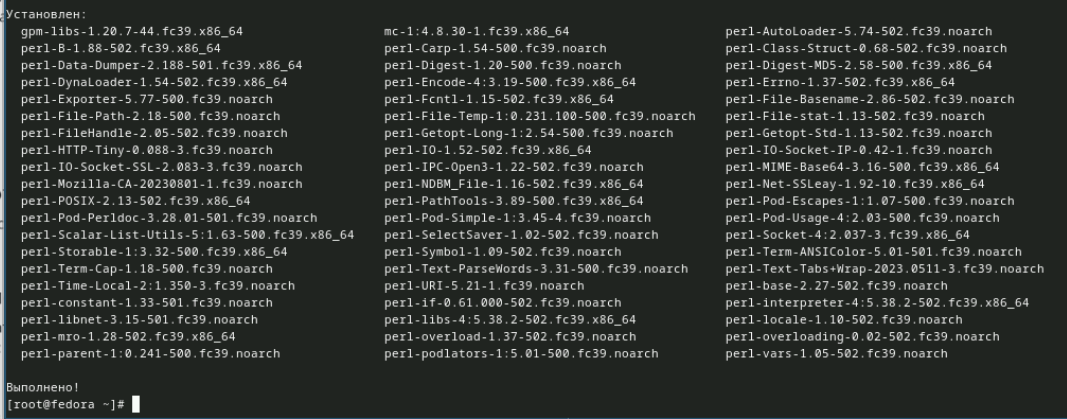 Установлен:
gpm-libs-1.20.7-44.fc39.x86_64 mc-1:4.8.30-1.fc39.x86_64 perl-AutoLoader-5.74-502.fc39.noarch
perl-B-1.88-502.fc39.x86_64 perl-Carp-1.54-500.fc39.noarch perl-Class-Struct-0.68-502.fc39.noarch
perl-Data-Dumper-2.188-501.fc39.x86_64 perl-Digest-1.20-500.fc39.noarch perl-Digest-MD5-2.58-500.fc39.x86_64
perl-DynaLoader-1.54-502.fc39.x86_64 perl-Encode-4:3.19-500.fc39.x86_64 perl-Errno-1.37-502.fc39.x86_64
perl-Exporter-5.77-500.fc39.noarch perl-Fcntl-1.15-502.fc39.x86_64 perl-File-Basename-2.86-502.fc39.noarch
perl-File-Path-2.18-500.fc39.noarch perl-File-Temp-1:0.231.100-500.fc39.noarch perl-File-stat-1.13-502.fc39.noarch
perl-FileHandle-2.05-502.fc39.noarch perl-Getopt-Long-1:2.54-500.fc39.noarch perl-Getopt-Std-1.13-502.fc39.noarch
perl-HTTP-Tiny-0.088-3.fc39.noarch perl-IO-1.52-502.fc39.x86_64 perl-IO-Socket-IP-0.42-1.fc39.noarch
perl-IO-Socket-SSL-2.083-3.fc39.noarch perl-IPC-Open3-1.22-502.fc39.noarch perl-MIME-Base64-3.16-500.fc39.x86_64
perl-Mozilla-CA-20230801-1.fc39.noarch perl-NDBM_File-1.16-502.fc39.x86_64 perl-Net-SSLeay-1.92-10.fc39.x86_64
perl-POSIX-2.13-502.fc39.x86_64 perl-PathTools-3.89-500.fc39.x86_64 perl-Pod-Escapes-1:1.07-500.fc39.noarch
perl-Pod-Perldoc-3.28.01-501.fc39.noarch perl-Pod-Simple-1:3.45-4.fc39.noarch perl-Pod-Usage-4:2.03-500.fc39.noarch
perl-Scalar-List-Utils-5:1.63-500.fc39.x86_64 perl-SelectSaver-1.02-502.fc39.noarch perl-Socket-4:2.037-3.fc39.x86_64
perl-Storable-1:3.32-500.fc39.x86_64 perl-Symbol-1.09-502.fc39.noarch perl-Term-ANSIColor-5.01-501.fc39.noarch
perl-Term-Cap-1.18-500.fc39.noarch perl-Text-ParseWords-3.31-500.fc39.noarch perl-Text-Tabs+Wrap-2023.0511-3.fc39.noarch
perl-Time-Local-2:1.350-3.fc39.noarch perl-URI-5.21-1.fc39.noarch perl-base-2.27-502.fc39.noarch
perl-constant-1.33-501.fc39.noarch perl-if-0.61.000-502.fc39.noarch perl-interpreter-4:5.38.2-502.fc39.x86_64
perl-libnet-3.15-501.fc39.noarch perl-libs-4:5.38.2-502.fc39.x86_64 perl-locale-1.10-502.fc39.noarch
perl-mro-1.28-502.fc39.x86_64 perl-overload-1.37-502.fc39.noarch perl-overloading-0.02-502.fc39.noarch
perl-parent-1:0.241-500.fc39.noarch perl-podlators-1:5.01-500.fc39.noarch perl-vars-1.05-502.fc39.noarch
Выполнено!
[root@fedora ~]#